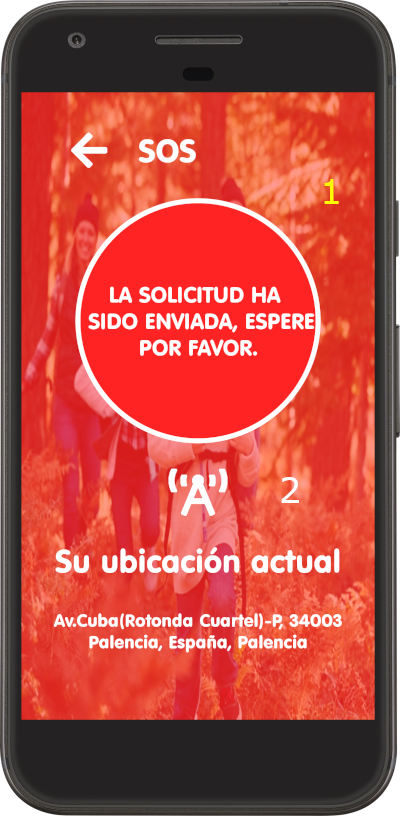 SOS
1
LA SOLICITUD HA
SIDO ENVIADA, ESPERE
POR FAVOR.
2
Su ubicación actual
Av.Cuba(Rotonda Cuartel)-P, 34003
Palencia, España, Palencia